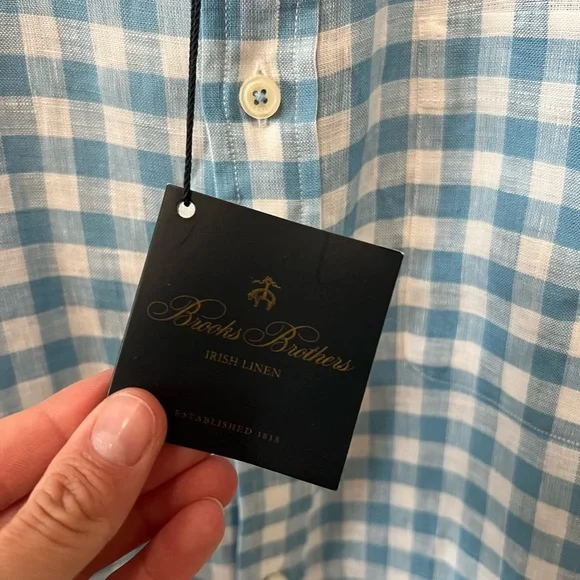 Brooks Brothers
IRISH LINEN
ESTABLISHED 1818